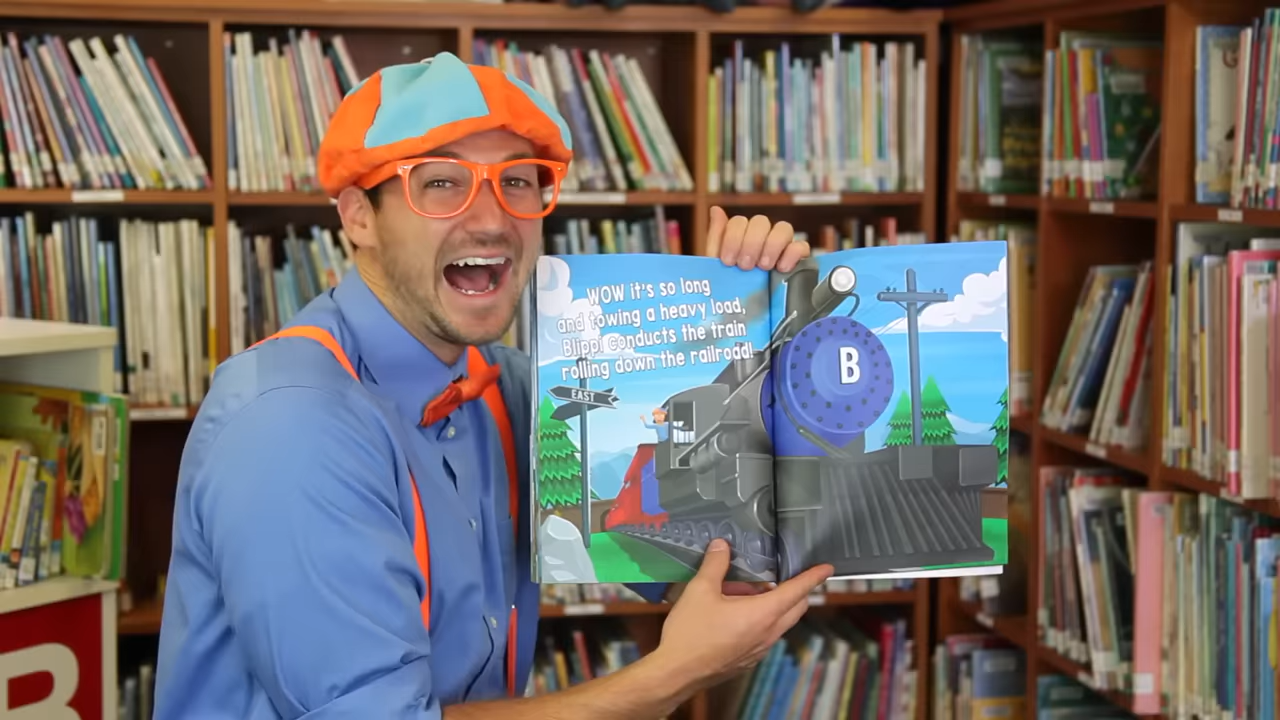 WOW it's so long
and towing a heavy load,
Blippi conducts the train
rolling down the railroad!
EAST
B
B